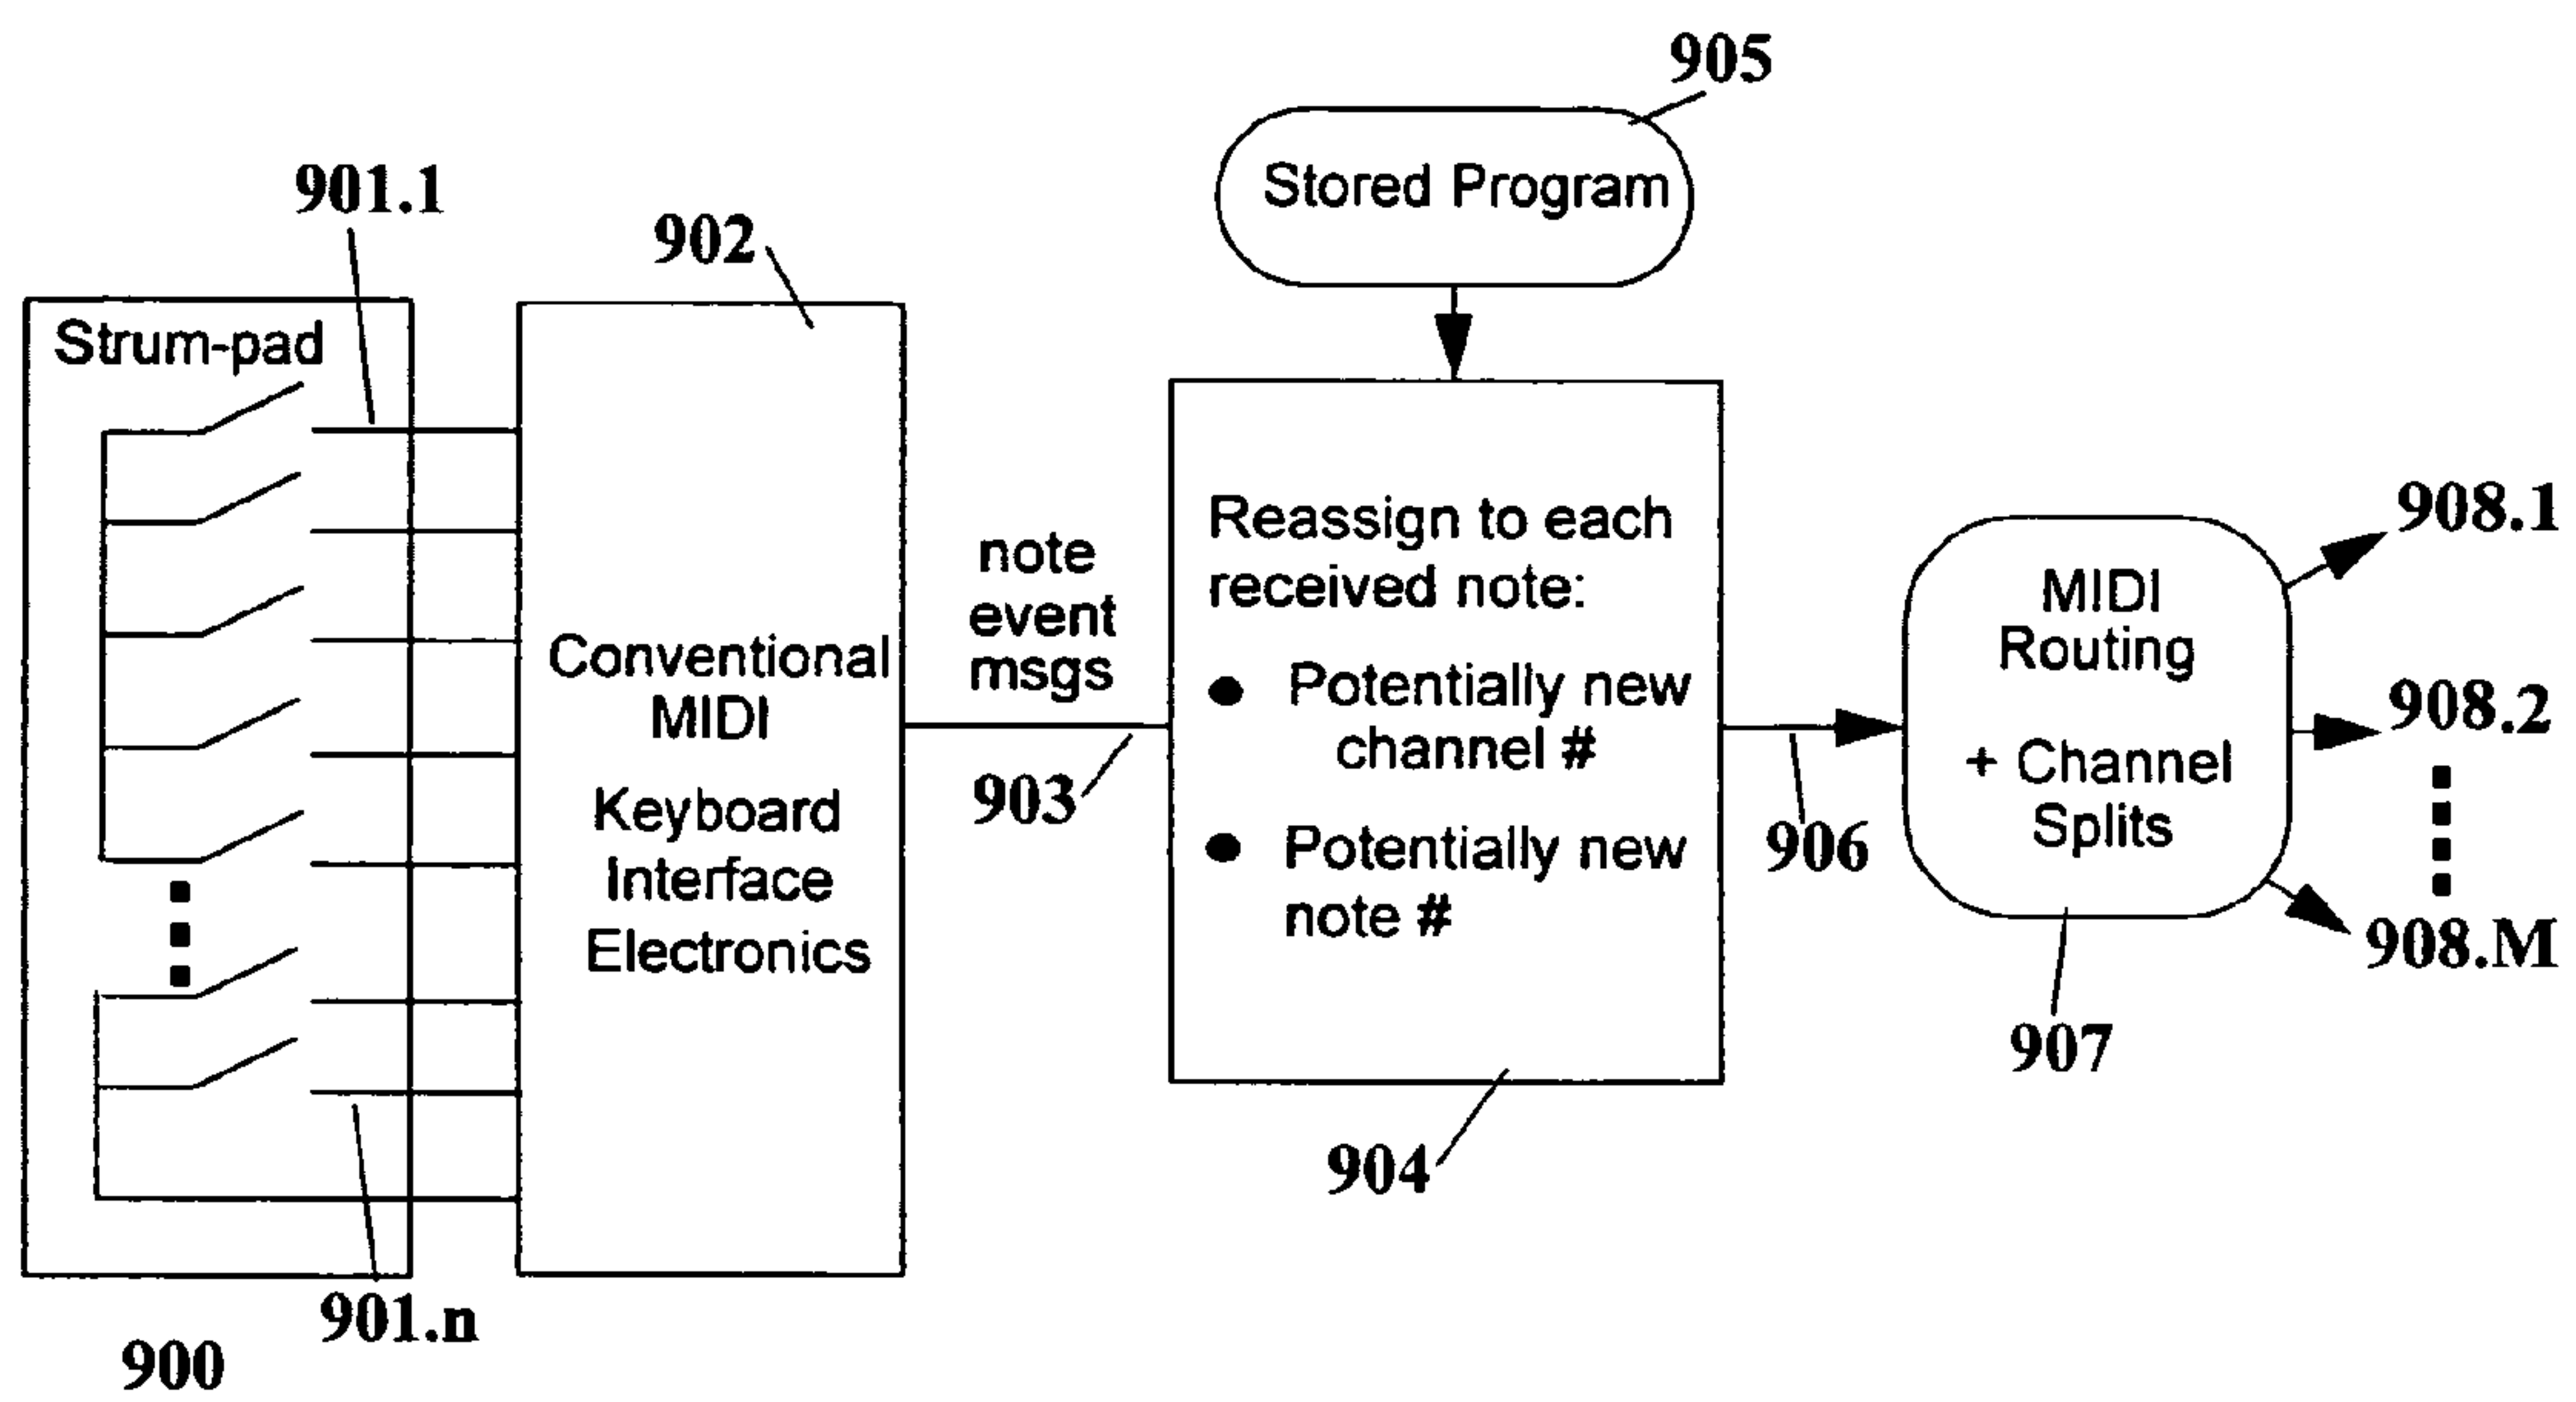 905
Stored Program
901.1
902
Strum-pad
Conventional
MIDI
Keyboard
Interface
Electronics
note
event
msgs
903
Reassign to each
received note:
● Potentially new
channel #
● Potentially new
note #
904
906
MIDI
Routing
+ Channel
Splits
907
908.1
908.2
908.M
901.n
900